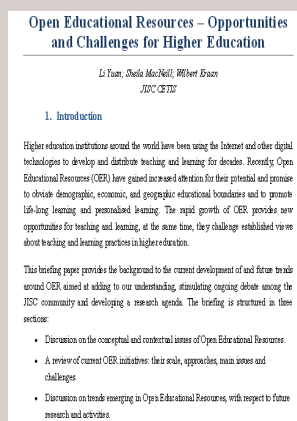 Open Educational Resources – Opportunities
and Challenges for Higher Education
Li Yuan; Sheila MacNeill; Wilbert Kraan
JISC CETIS
1. Introduction
Higher education institutions around the world have been using the Internet and other digital
technologies to develop and distribute teaching and learning for decades. Recently, Open
Educational Resources (OER) have gained increased attention for their potential and promise
to obviate demographic, economic, and geographic educational boundaries and to promote
life-long learning and personalised learning. The rapid growth of OER provides new
opportunities for teaching and learning, at the same time, they challenge established views
about teaching and learning practices in higher education.
This briefing paper provides the background to the current development of and future trends
around OER aimed at adding to our understanding, stimulating ongoing debate among the
JISC community and developing a research agenda. The briefing is structured in three
sections:
• Discussion on the conceptual and contextual issues of Open Educational Resources.
• A review of current OER initiatives: their scale, approaches, main issues and
challenges.
• Discussion on trends emerging in Open Educational Resources, with respect to future
research and activities.